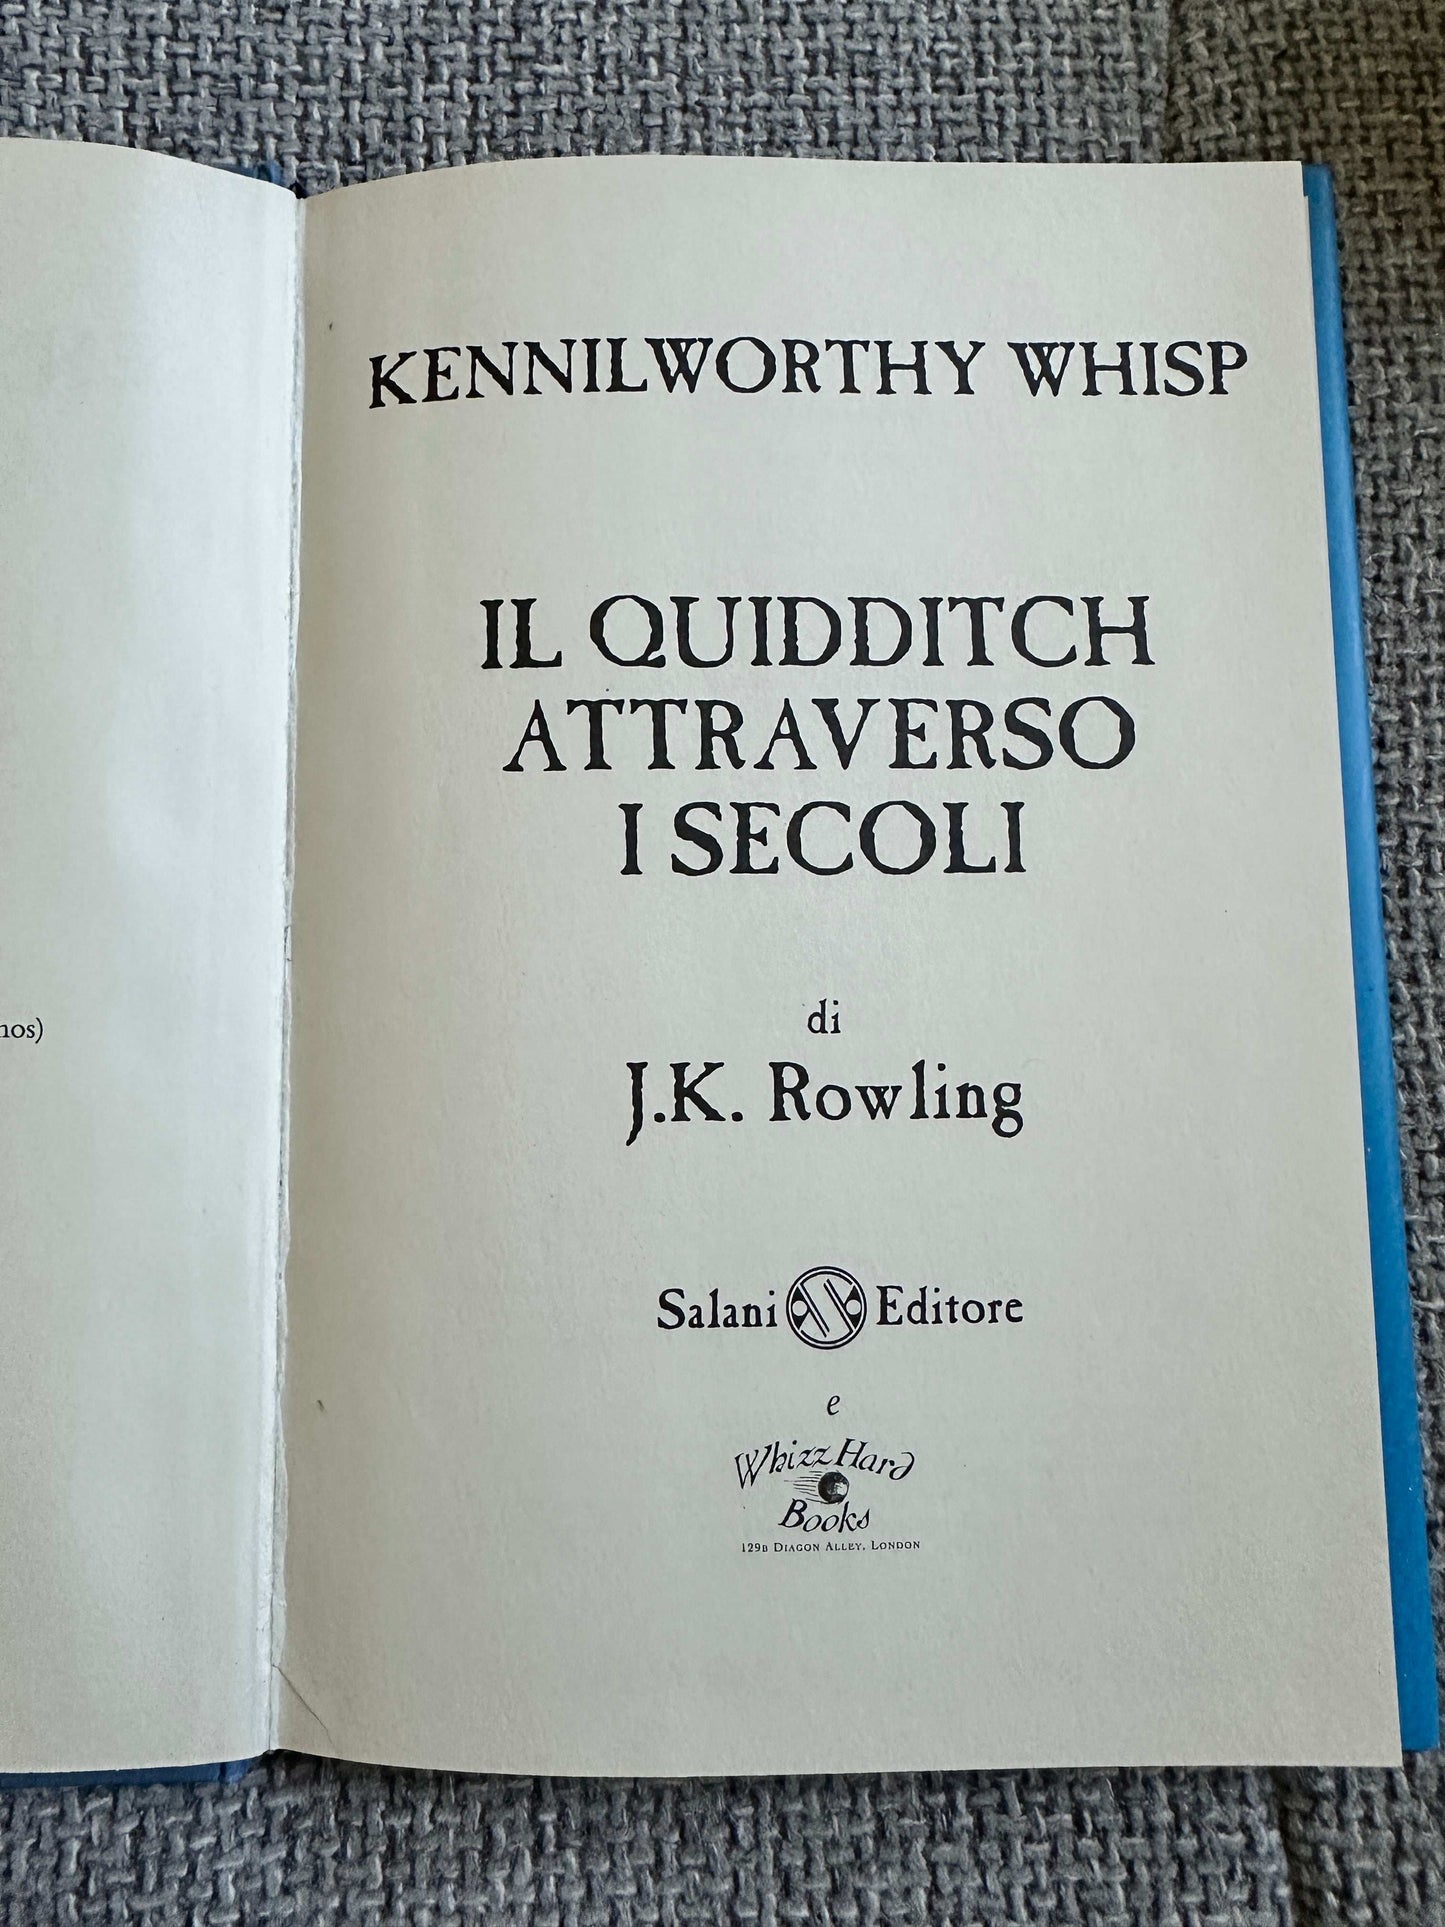 KENNILWORTHY WHISP
IL QUIDDITCH
ATTRAVERSO
I SECOLI
di
J.K. Rowling
Salani Editore
e
Whizz Hard
Books
129B DIAGON ALLEY, LONDON